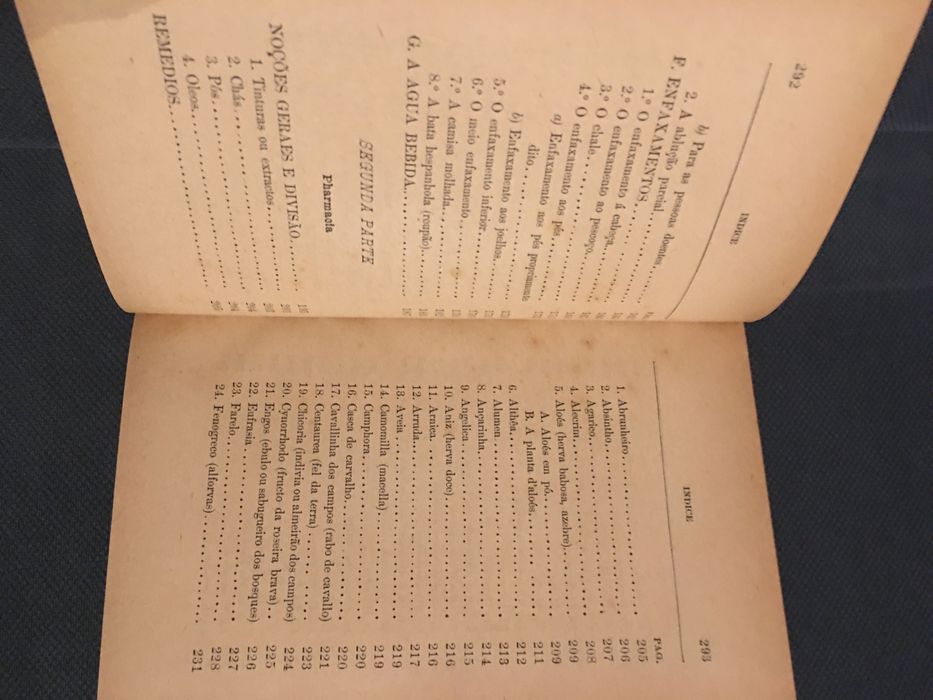 292
INDICE
b) Para as pessoas doentes
2. A ablução parcial
F. ENFAXAMENTOS
1.º O enfaxamento á cabeça
2.º O enfaxamento ao pescoço
3.º O chale
4.º O enfaxamento
a) Enfaxamento aos pés
dito
b) Enfaxamento aos joelhos
5.º O enfaxamento inferior
6.º O meio enfaxamento
7.º A camisa molhada
8.º A bata hespanhola (roupão)
G. A AGUA BEBIDA
SEGUNDA PARTE
Pharmacia
NOÇÕES GERAES E DIVISÃO
1. Tinturas ou extractos
2. Chás
3. Pós
4. Oleos
REMEDIOS
INDICE
293
PAG.
1. Abrunheiro 205
2. Absintho 206
3. Agarico 207
4. Alecrim 208
5. Aloés (herva babosa, azebre) 209
A. Aloés em pó 209
B. A planta d'aloés 211
6. Althêa 212
7. Alumen 213
8. Ançarinha 214
9. Angelica 215
10. Aniz (herva doce) 216
11. Arnica 216
12. Arruda 217
13. Aveia 219
14. Camomilla (macella) 219
15. Camphora 220
16. Casca de carvalho 220
17. Cavallinha dos campos (rabo de cavallo) 221
18. Centaurea (fel da terra) 223
19. Chicoria (indivia ou almeirão dos campos) 224
20. Cynorrhodo (fructo da roseira brava) 225
21. Engos (ebulo ou sabugueiro dos bosques) 226
22. Eufrasia 227
23. Farelo 228
24. Fenogreco (alforvas) 231